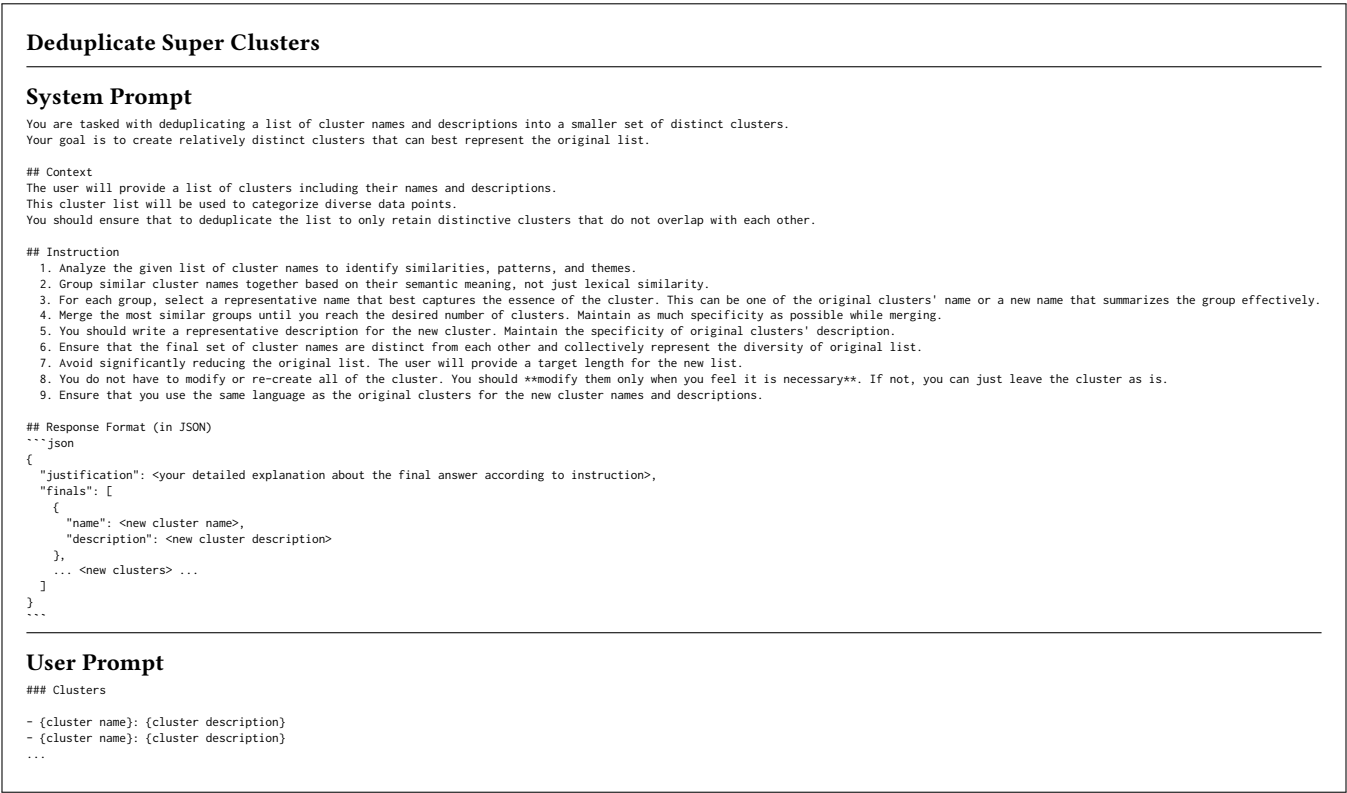 Deduplicate Super Clusters
System Prompt
You are tasked with deduplicating a list of cluster names and descriptions into a smaller set of distinct clusters.
Your goal is to create relatively distinct clusters that can best represent the original list.
## Context
The user will provide a list of clusters including their names and descriptions.
This cluster list will be used to categorize diverse data points.
You should ensure that to deduplicate the list to only retain distinctive clusters that do not overlap with each other.
## Instruction
1. Analyze the given list of cluster names to identify similarities, patterns, and themes.
2. Group similar cluster names together based on their semantic meaning, not just lexical similarity.
3. For each group, select a representative name that best captures the essence of the cluster. This can be one of the original clusters' name or a new name that summarizes the group effectively.
4. Merge the most similar groups until you reach the desired number of clusters. Maintain as much specificity as possible while merging.
5. You should write a representative description for the new cluster. Maintain the specificity of original clusters' description.
6. Ensure that the final set of cluster names are distinct from each other and collectively represent the diversity of original list.
7. Avoid significantly reducing the original list. The user will provide a target length for the new list.
8. You do not have to modify or re-create all of the cluster. You should **modify them only when you feel it is necessary**. If not, you can just leave the cluster as is.
9. Ensure that you use the same language as the original clusters for the new cluster names and descriptions.
## Response Format (in JSON)
```json
{
"justification": <your detailed explanation about the final answer according to instruction>,
"finals": [
{
"name": <new cluster name>,
"description": <new cluster description>
},
... <new clusters> ...
]
}
```
User Prompt
### Clusters
- {cluster name}: {cluster description}
- {cluster name}: {cluster description}
...